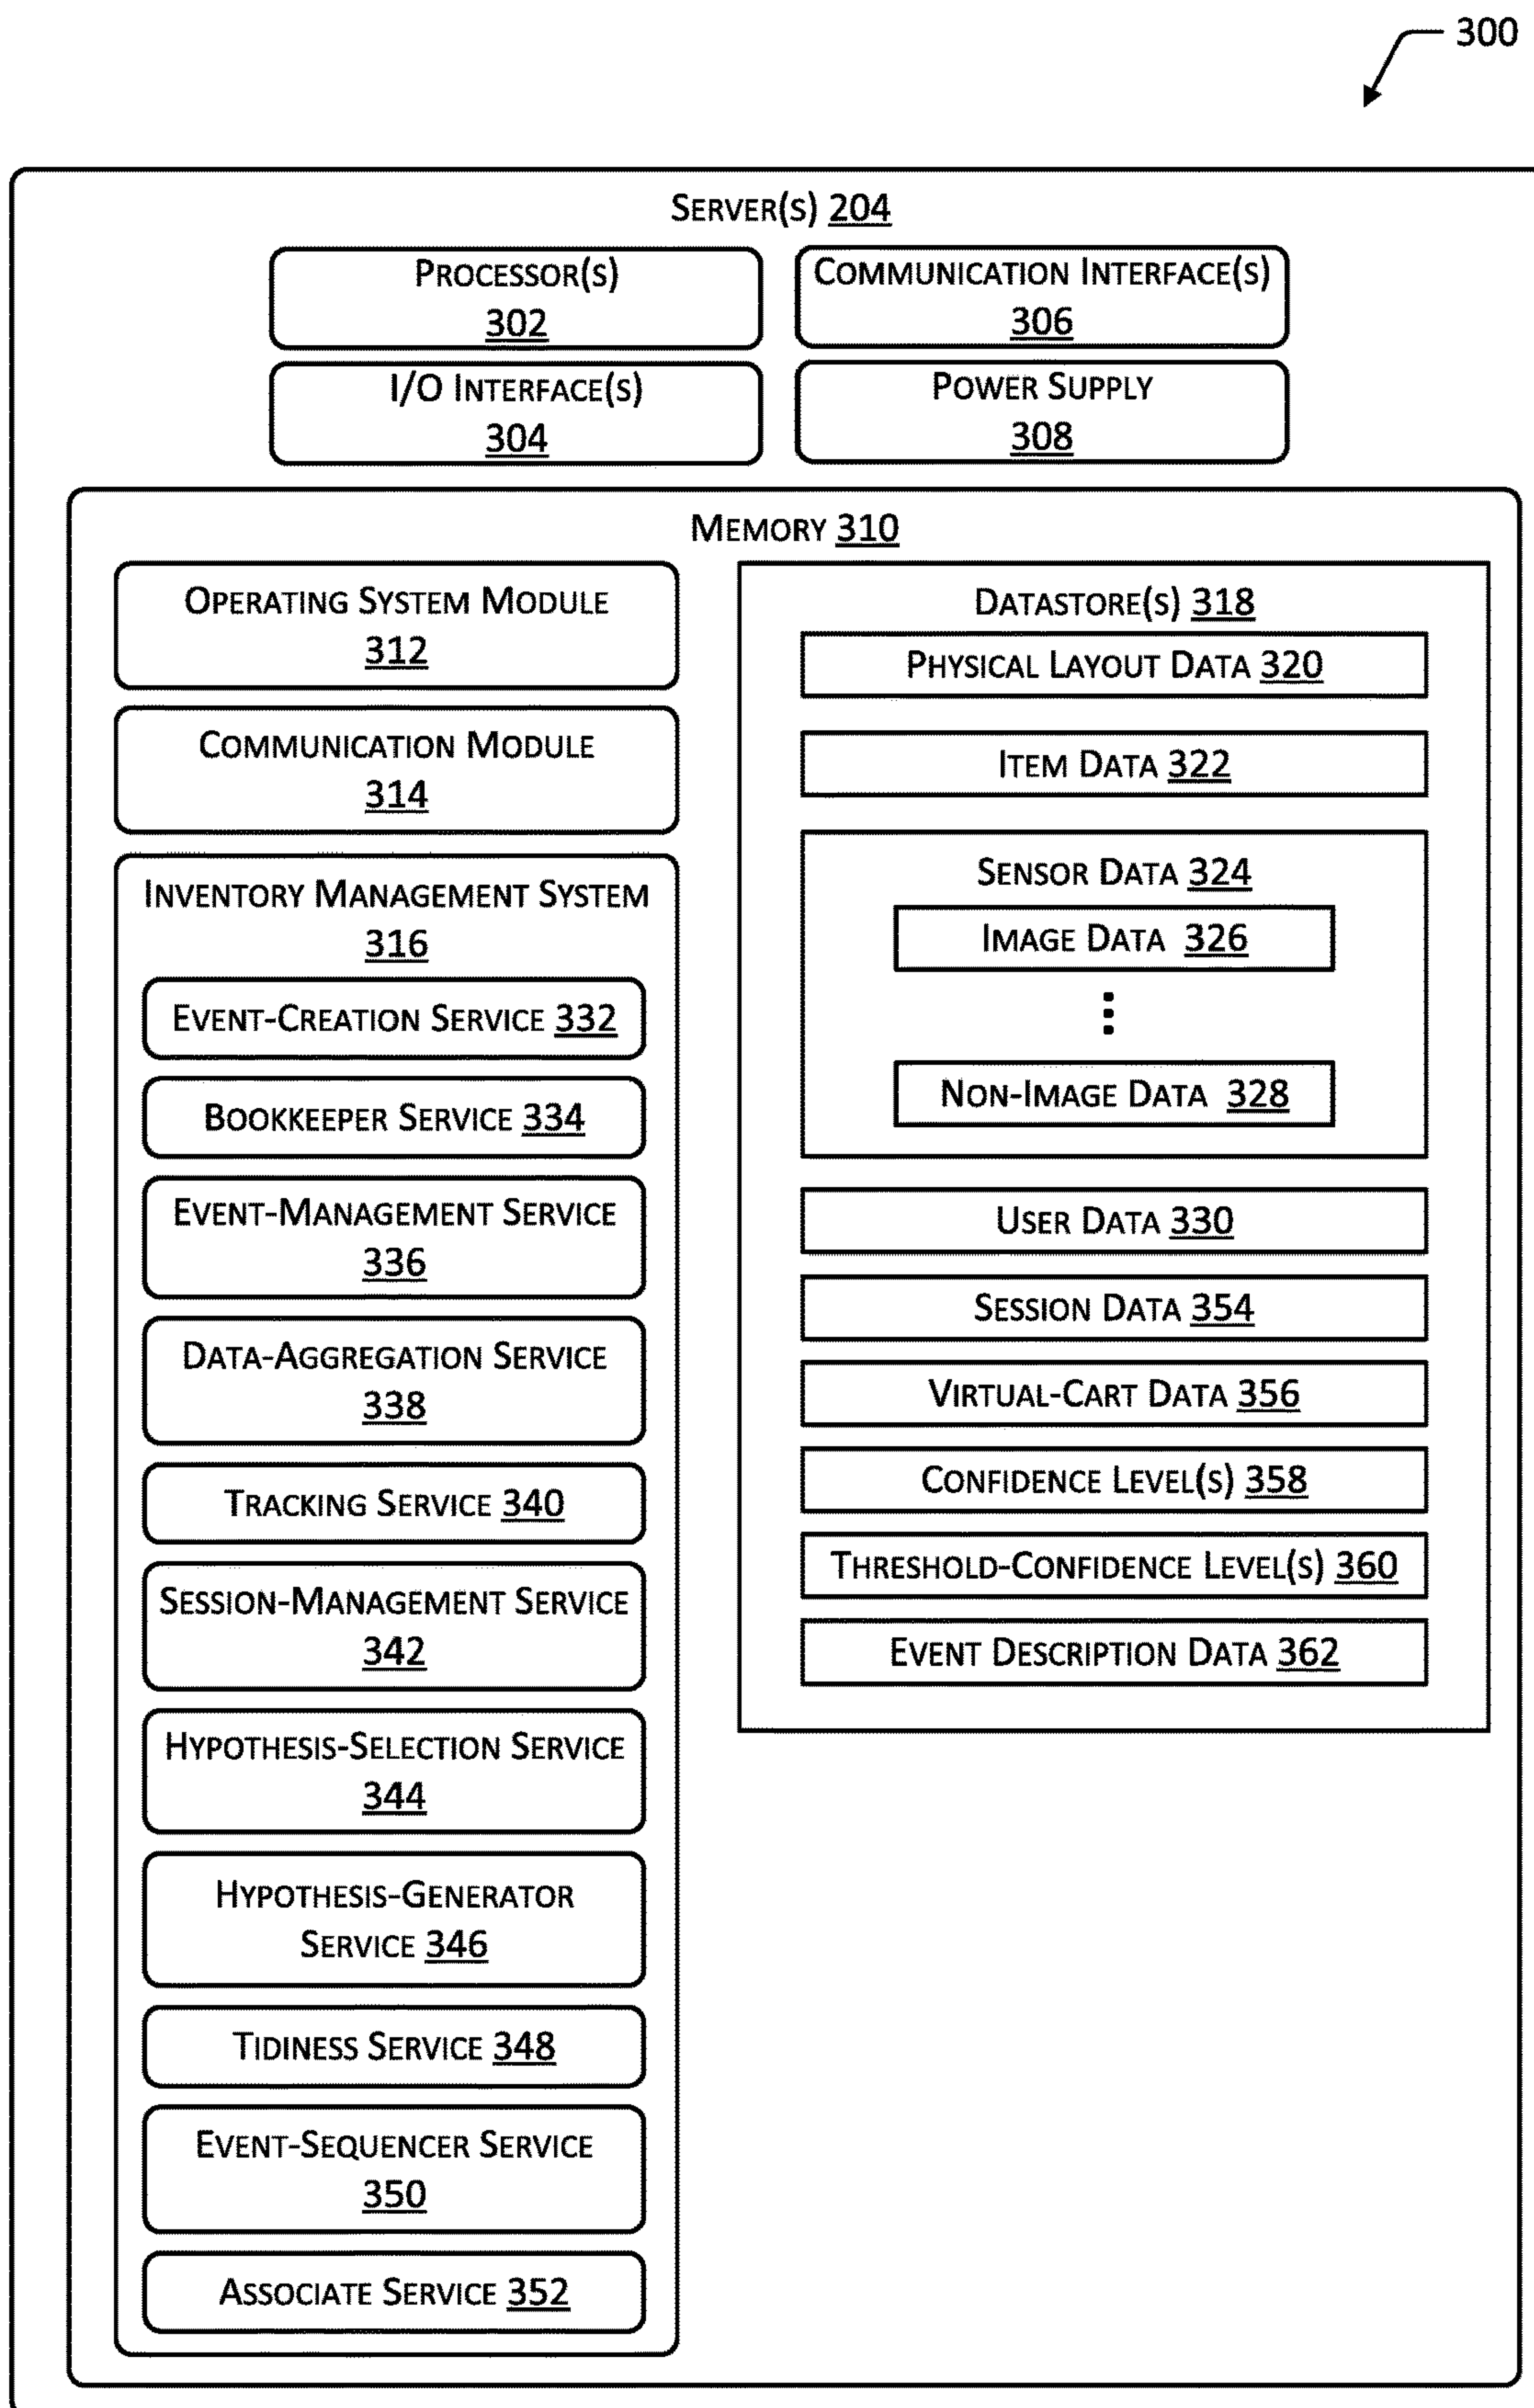 300
SERVER(S) 204
PROCESSOR(S)
302
COMMUNICATION INTERFACE(S)
306
I/O INTERFACE(S)
304
POWER SUPPLY
308
MEMORY 310
OPERATING SYSTEM MODULE
312
COMMUNICATION MODULE
314
INVENTORY MANAGEMENT SYSTEM
316
EVENT-CREATION SERVICE 332
BOOKKEEPER SERVICE 334
EVENT-MANAGEMENT SERVICE
336
DATA-AGGREGATION SERVICE
338
TRACKING SERVICE 340
SESSION-MANAGEMENT SERVICE
342
HYPOTHESIS-SELECTION SERVICE
344
HYPOTHESIS-GENERATOR
SERVICE 346
TIDINESS SERVICE 348
EVENT-SEQUENCER SERVICE
350
ASSOCIATE SERVICE 352
DATASTORE(S) 318
PHYSICAL LAYOUT DATA 320
ITEM DATA 322
SENSOR DATA 324
IMAGE DATA 326
NON-IMAGE DATA 328
USER DATA 330
SESSION DATA 354
VIRTUAL-CART DATA 356
CONFIDENCE LEVEL(S) 358
THRESHOLD-CONFIDENCE LEVEL(S) 360
EVENT DESCRIPTION DATA 362